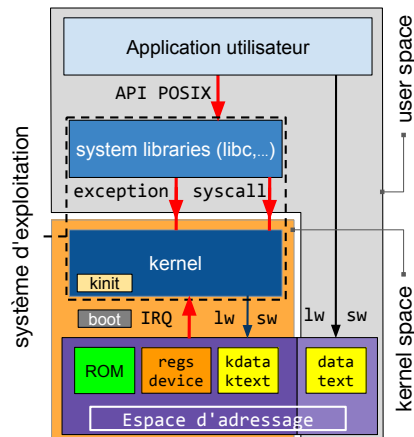 Application utilisateur
API POSIX
system libraries (libc,...)
exception syscall
kernel
kinit
boot IRQ lw sw lw sw
ROM
regs
device
kdata
ktext
data
text
Espace d'adressage
système d'exploitation
user space
kernel space